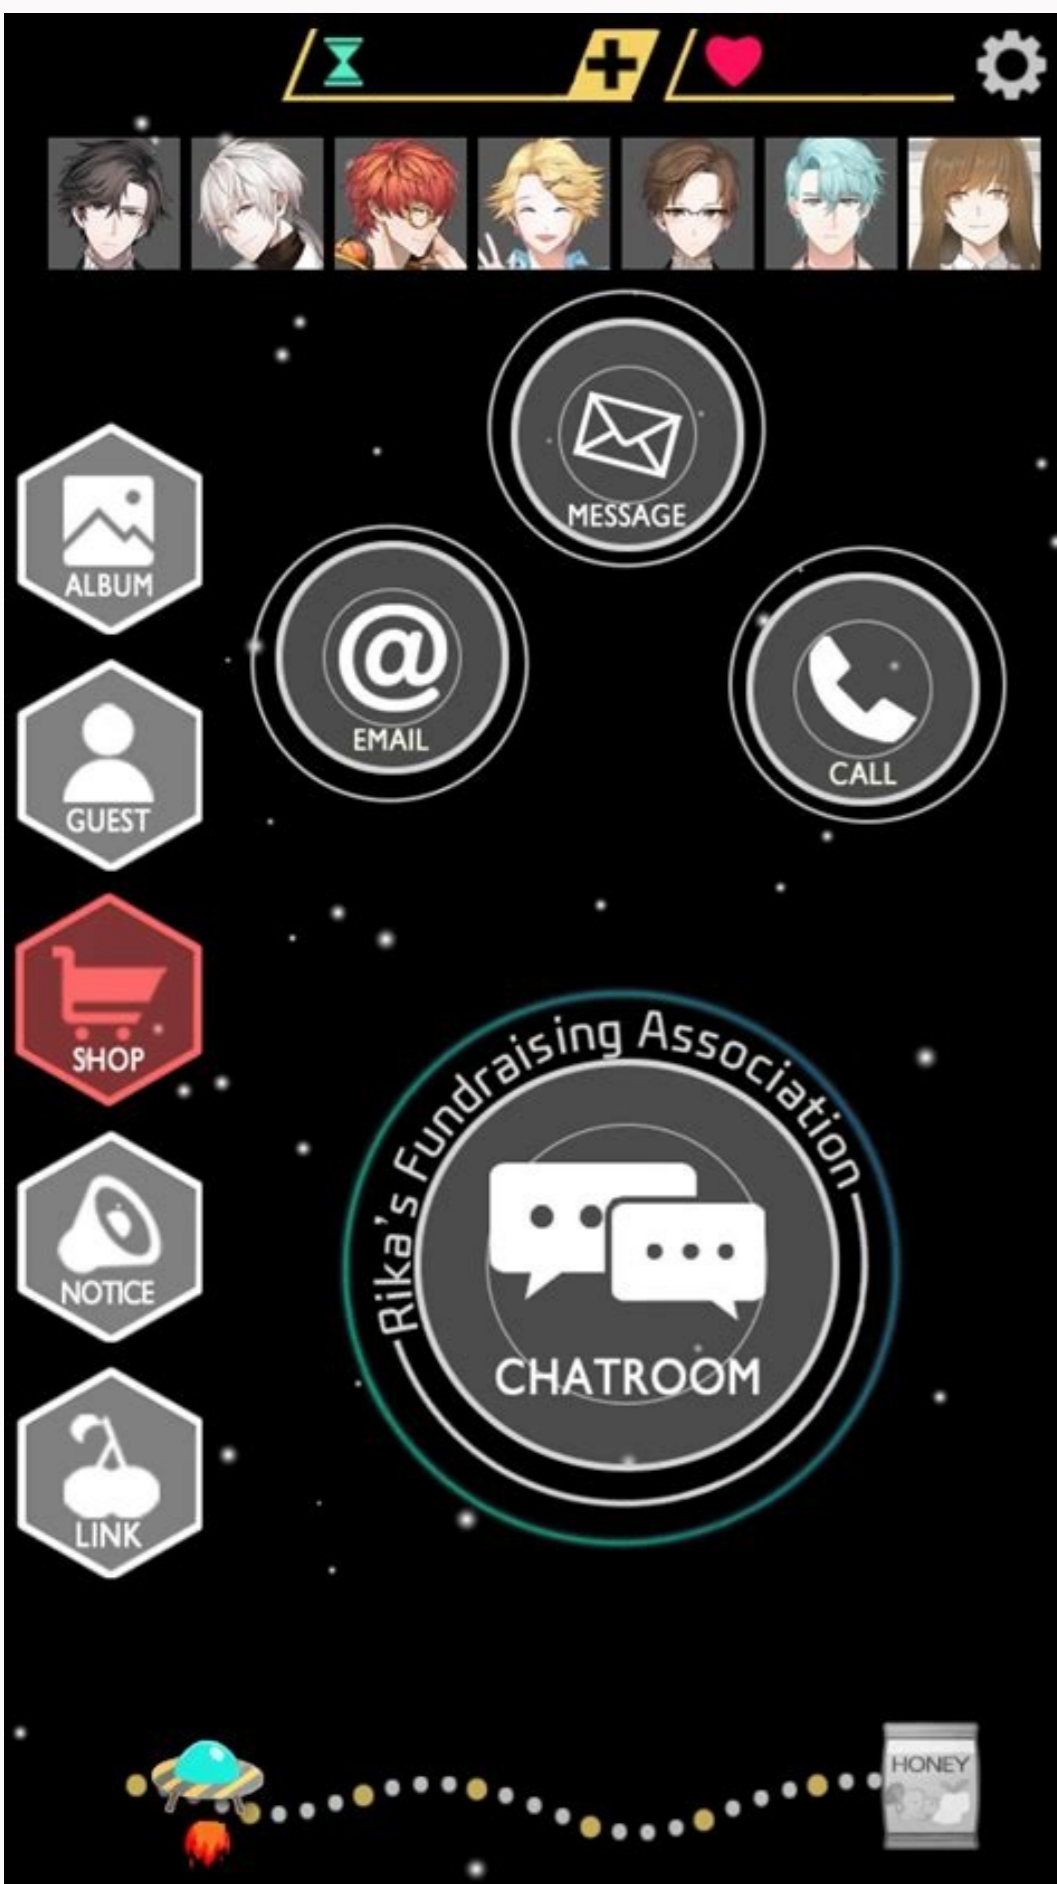 MESSAGE
ALBUM
EMAIL
CALL
GUEST
SHOP
Rika's Fundraising Association
CHATROOM
NOTICE
LINK
HONEY